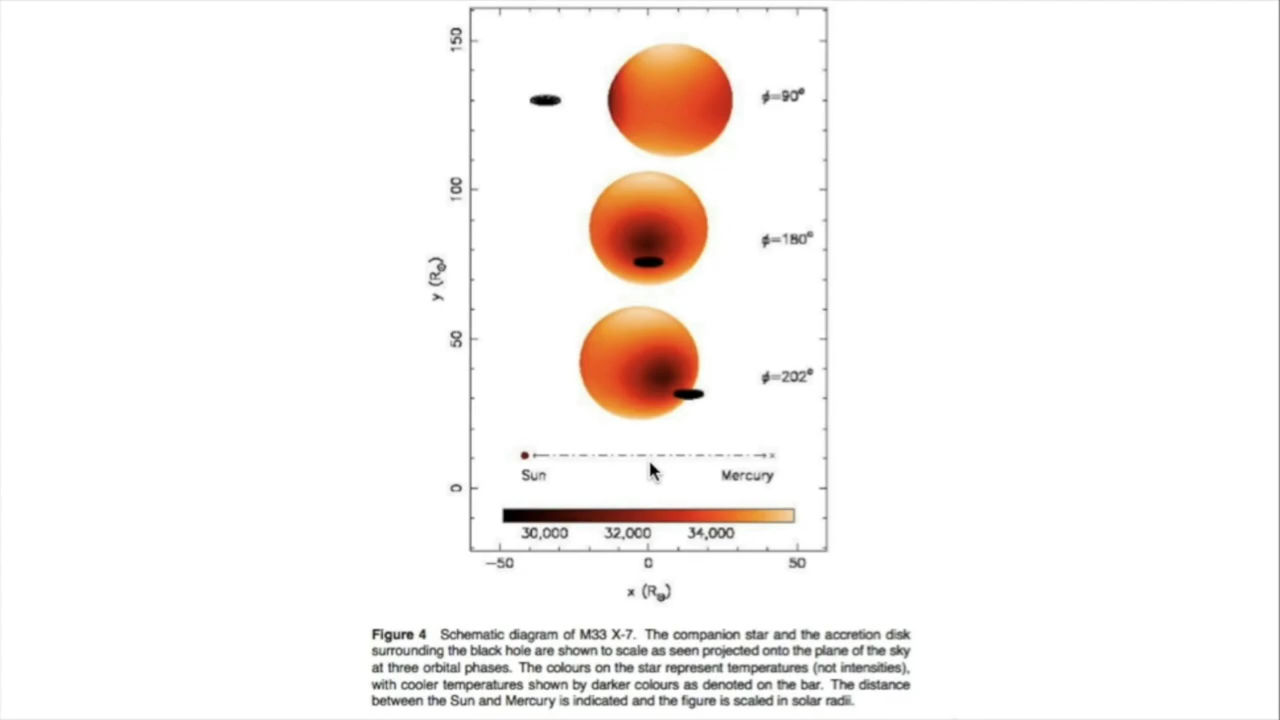 150
ϕ=90°
100
ϕ=180°
y (R⊙)
50
ϕ=202°
Sun
Mercury
0
30,000 32,000 34,000
−50 0 50
x (R⊙)
Figure 4 Schematic diagram of M33 X-7. The companion star and the accretion disk
surrounding the black hole are shown to scale as seen projected onto the plane of the sky
at three orbital phases. The colours on the star represent temperatures (not intensities),
with cooler temperatures shown by darker colours as denoted on the bar. The distance
between the Sun and Mercury is indicated and the figure is scaled in solar radii.